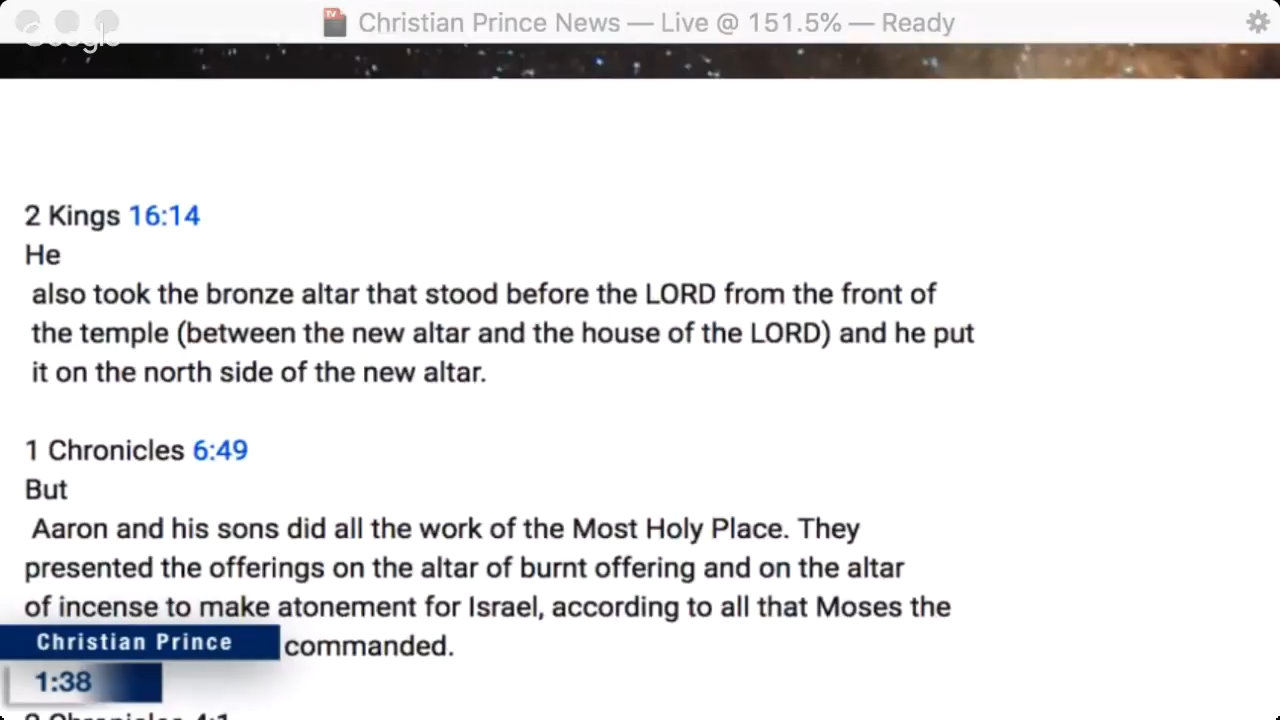 Christian Prince News — Live @ 151.5% — Ready
Google
2 Kings 16:14
He
also took the bronze altar that stood before the LORD from the front of
the temple (between the new altar and the house of the LORD) and he put
it on the north side of the new altar.
1 Chronicles 6:49
But
Aaron and his sons did all the work of the Most Holy Place. They
presented the offerings on the altar of burnt offering and on the altar
of incense to make atonement for Israel, according to all that Moses the
commanded.
Christian Prince
1:38
2 Chronicles 4:1